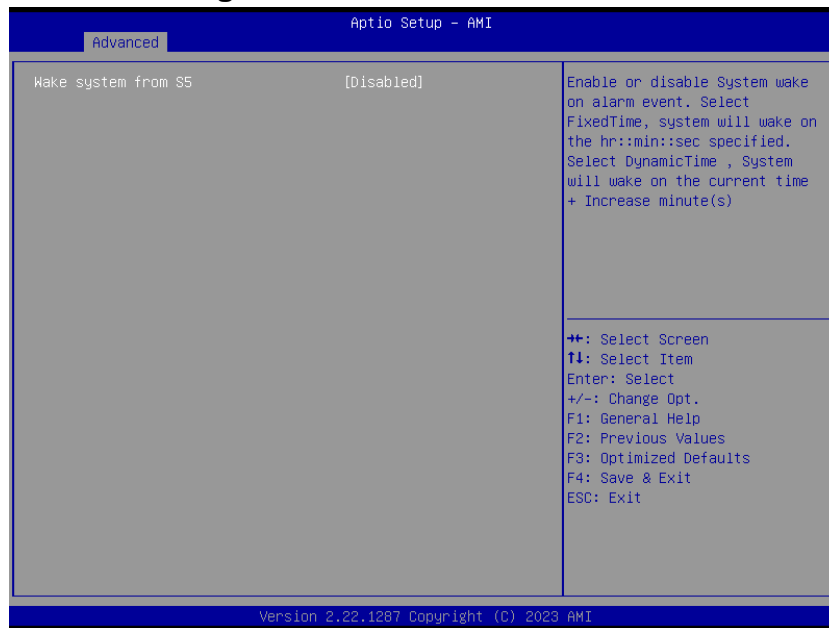 Aptio Setup - AMI
Advanced
Wake system from S5 [Disabled]
Enable or disable System wake
on alarm event. Select
FixedTime, system will wake on
the hr::min::sec specified.
Select DynamicTime , System
will wake on the current time
+ Increase minute(s)
→←: Select Screen
↑↓: Select Item
Enter: Select
+/-: Change Opt.
F1: General Help
F2: Previous Values
F3: Optimized Defaults
F4: Save & Exit
ESC: Exit
Version 2.22.1287 Copyright (C) 2023 AMI